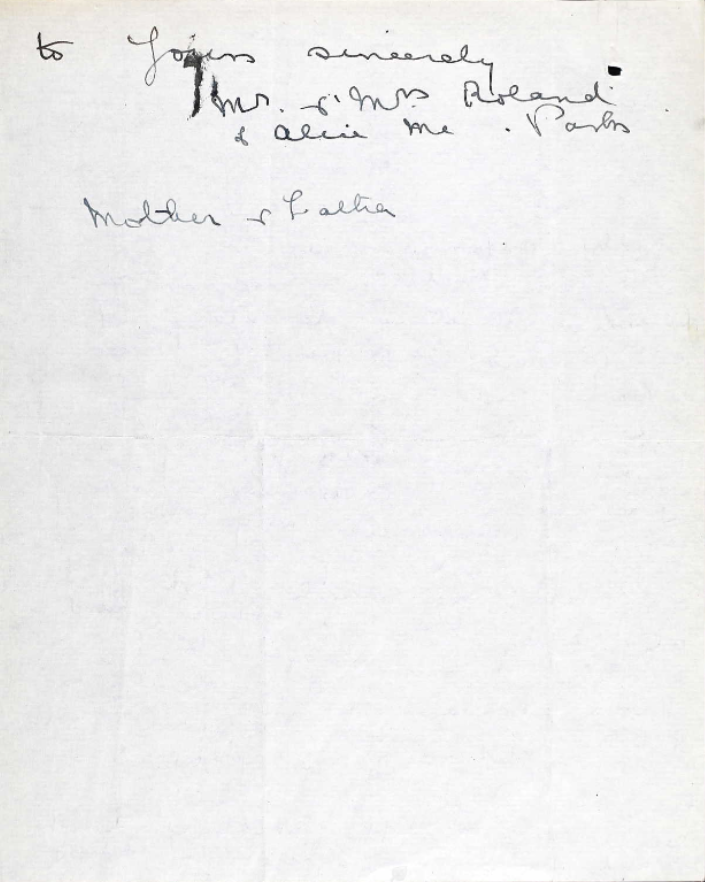 to Yours sincerely
Mr. & Mrs Roland
& Alice Mc. Parks
Mother & Father